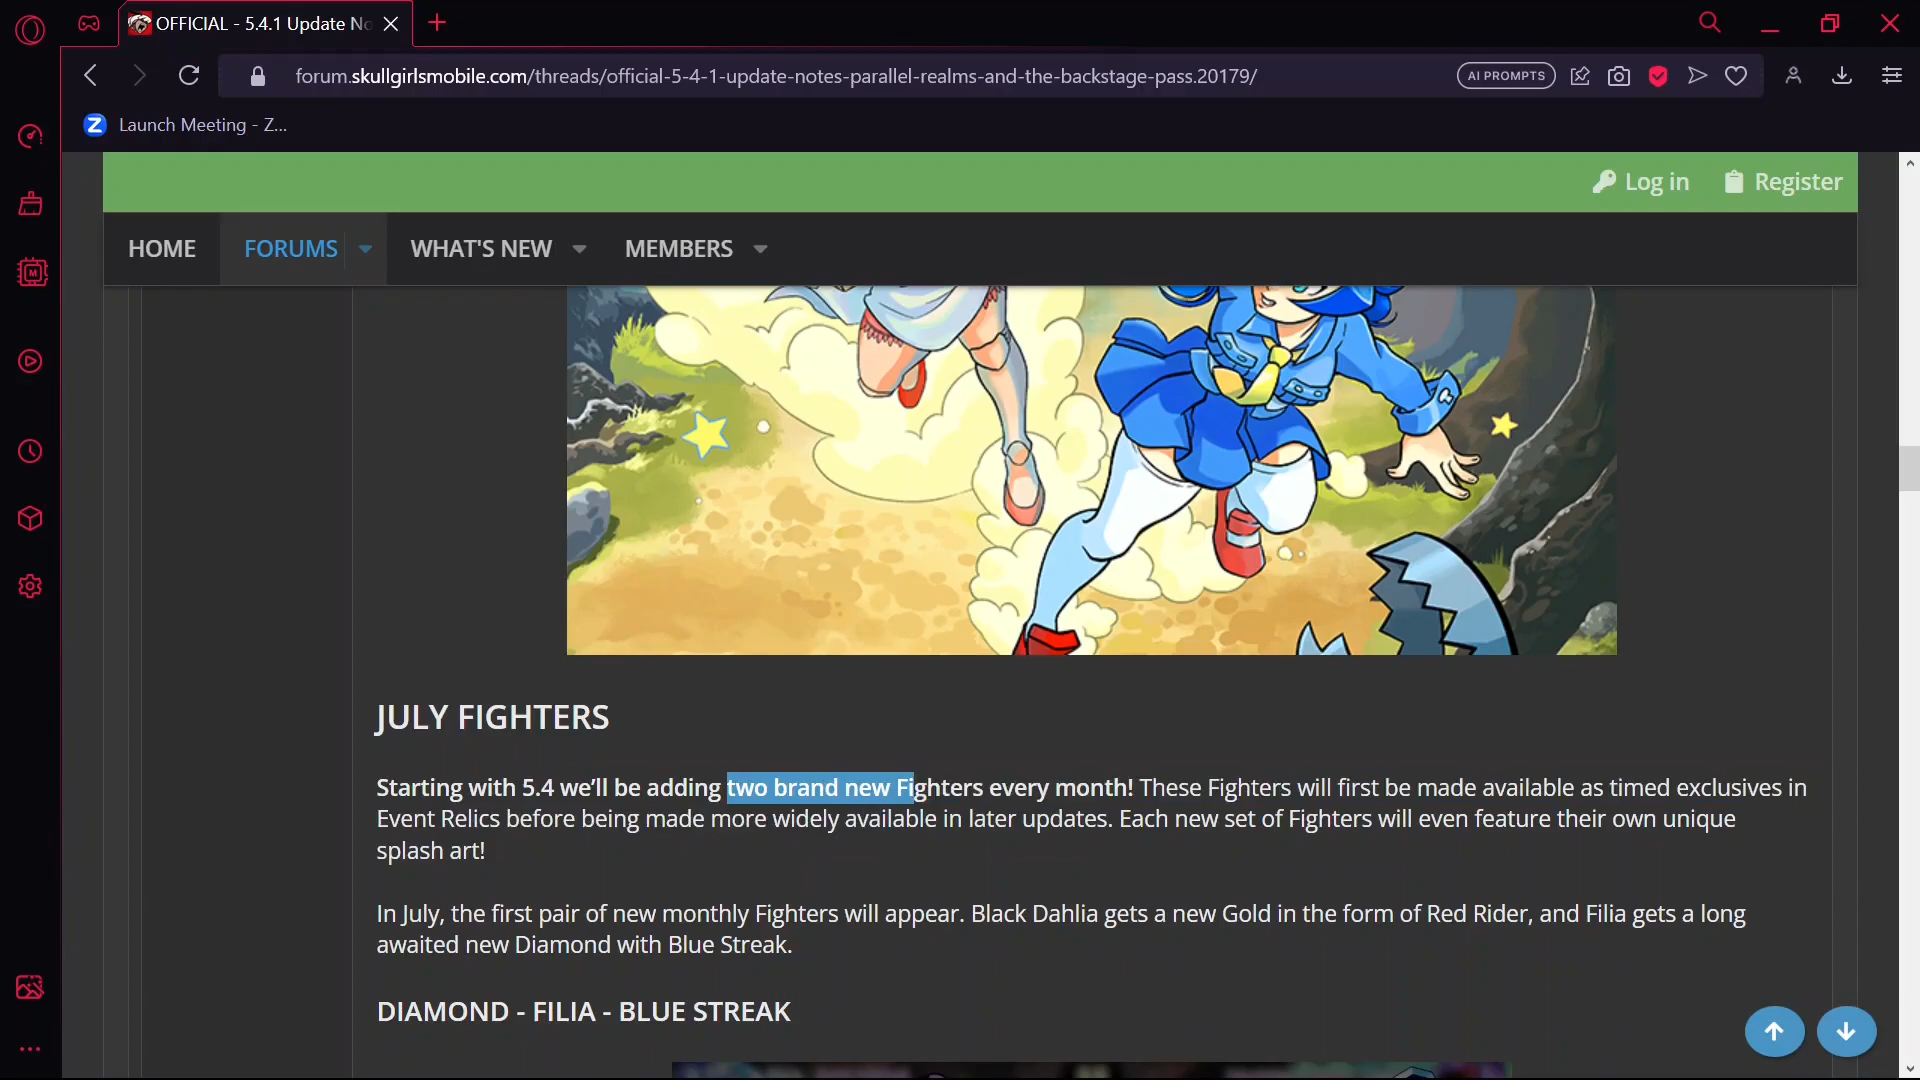 OFFICIAL - 5.4.1 Update No
forum.skullgirlsmobile.com/threads/official-5-4-1-update-notes-parallel-realms-and-the-backstage-pass.20179/
AI PROMPTS
Z Launch Meeting - Z...
Log in
Register
HOME
FORUMS
WHAT'S NEW
MEMBERS
M
JULY FIGHTERS
Starting with 5.4 we’ll be adding two brand new Fighters every month! These Fighters will first be made available as timed exclusives in
Event Relics before being made more widely available in later updates. Each new set of Fighters will even feature their own unique
splash art!
In July, the first pair of new monthly Fighters will appear. Black Dahlia gets a new Gold in the form of Red Rider, and Filia gets a long
awaited new Diamond with Blue Streak.
DIAMOND - FILIA - BLUE STREAK